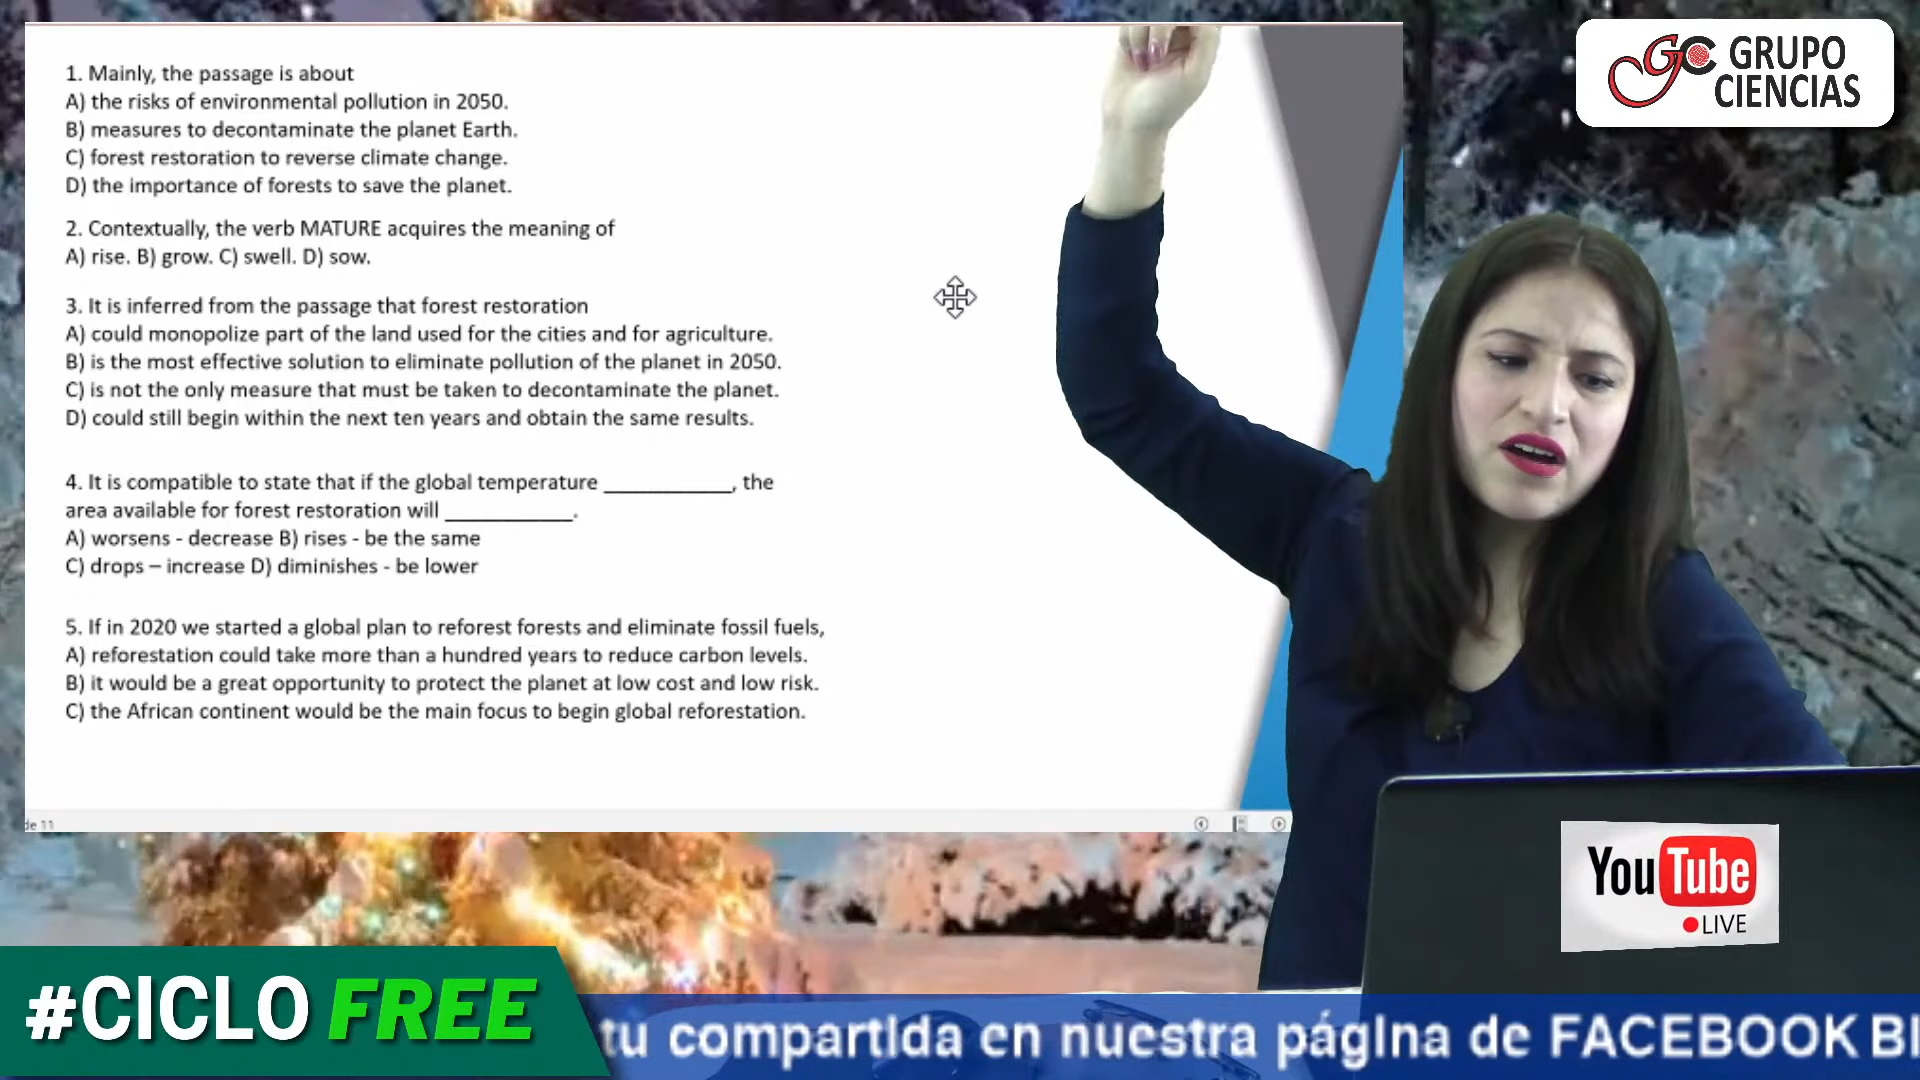 1. Mainly, the passage is about
A) the risks of environmental pollution in 2050.
B) measures to decontaminate the planet Earth.
C) forest restoration to reverse climate change.
D) the importance of forests to save the planet.
2. Contextually, the verb MATURE acquires the meaning of
A) rise. B) grow. C) swell. D) sow.
3. It is inferred from the passage that forest restoration
A) could monopolize part of the land used for the cities and for agriculture.
B) is the most effective solution to eliminate pollution of the planet in 2050.
C) is not the only measure that must be taken to decontaminate the planet.
D) could still begin within the next ten years and obtain the same results.
4. It is compatible to state that if the global temperature ___________, the
area available for forest restoration will ___________.
A) worsens - decrease B) rises - be the same
C) drops – increase D) diminishes - be lower
5. If in 2020 we started a global plan to reforest forests and eliminate fossil fuels,
A) reforestation could take more than a hundred years to reduce carbon levels.
B) it would be a great opportunity to protect the planet at low cost and low risk.
C) the African continent would be the main focus to begin global reforestation.
de 11
GC GRUPO
CIENCIAS
YouTube
LIVE
#CICLO FREE
tu compartida en nuestra página de FACEBOOK BI